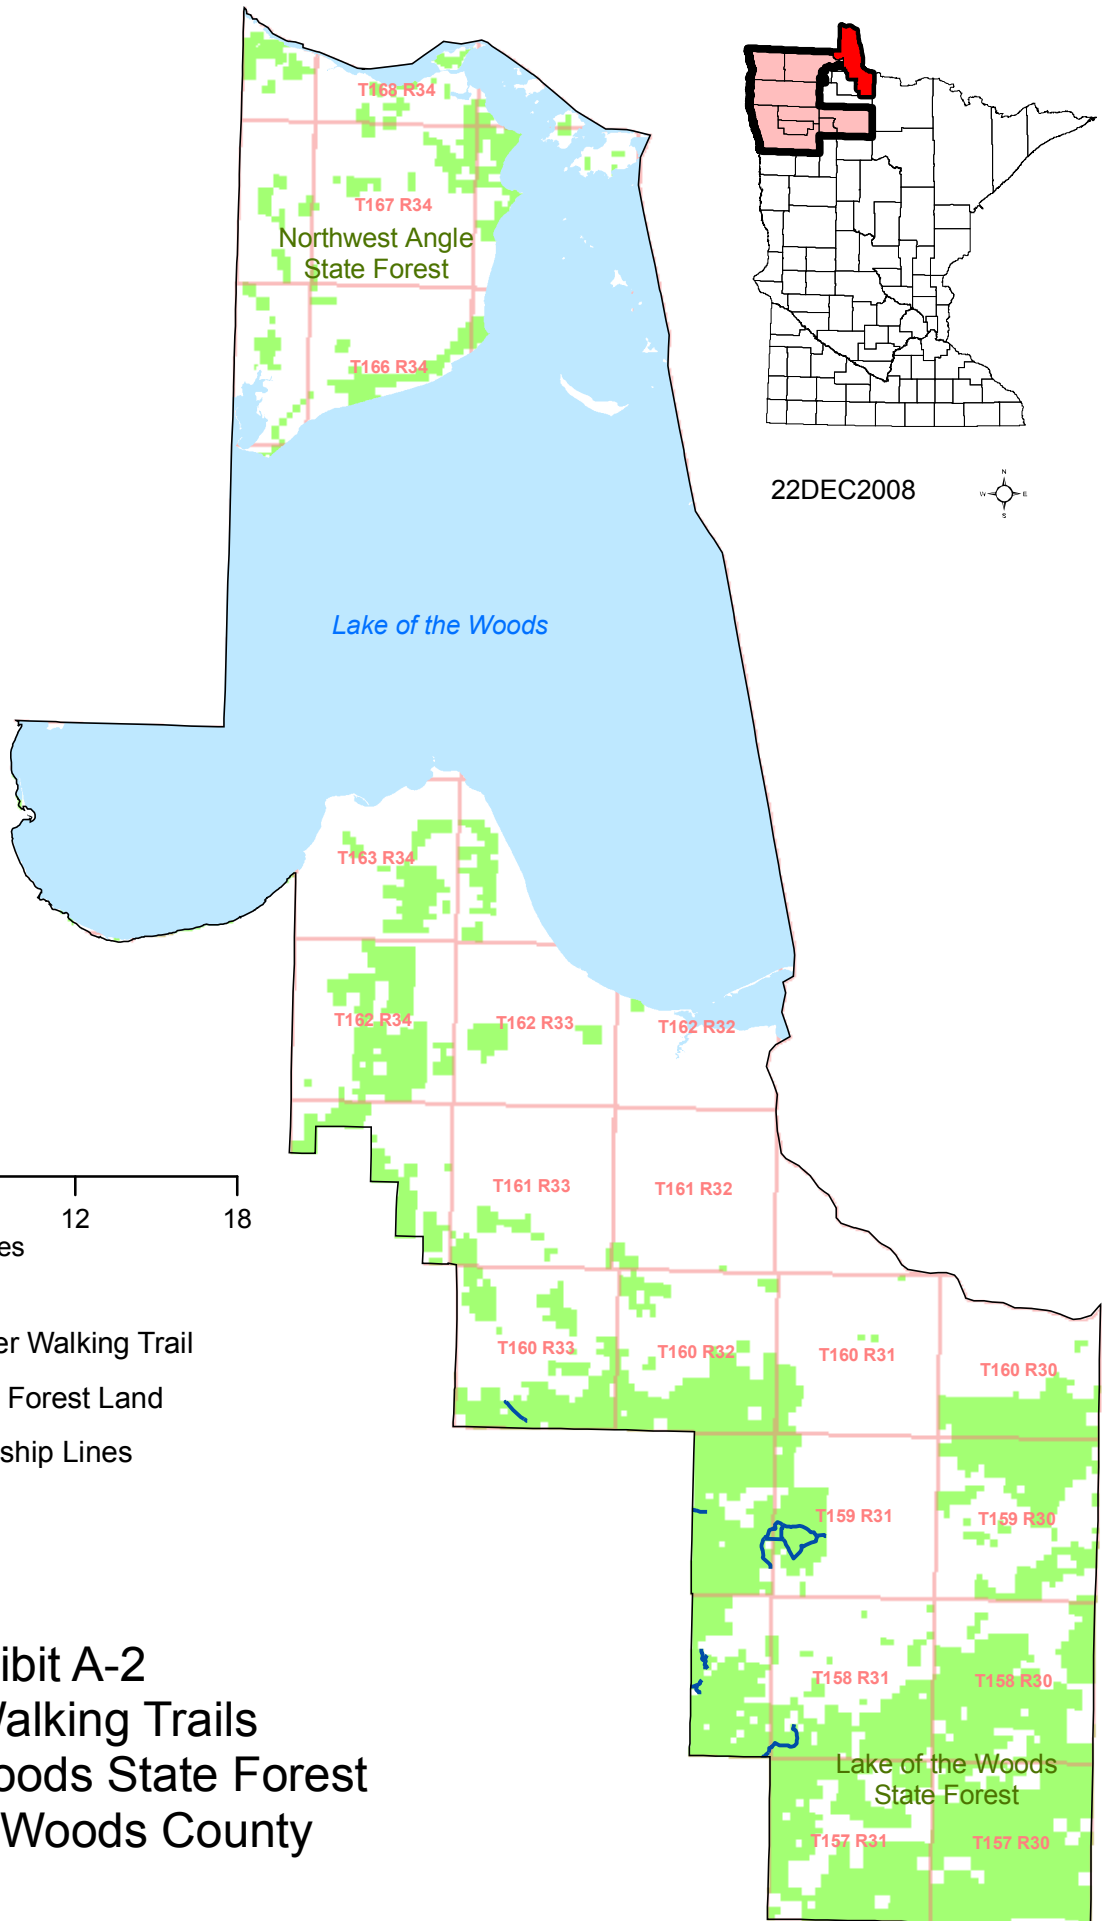 T168 R34
T167 R34
Northwest Angle
State Forest
T166 R34
22DEC2008
N
W
E
S
Lake of the Woods
T163 R34
T162 R34
T162 R33
T162 R32
T161 R33
T161 R32
12
18
es
T160 R33
T160 R32
T160 R31
T160 R30
er Walking Trail
Forest Land
ship Lines
T159 R31
T159 R30
ibit A-2
Walking Trails
oods State Forest
Woods County
T158 R31
T158 R30
Lake of the Woods
State Forest
T157 R31
T157 R30